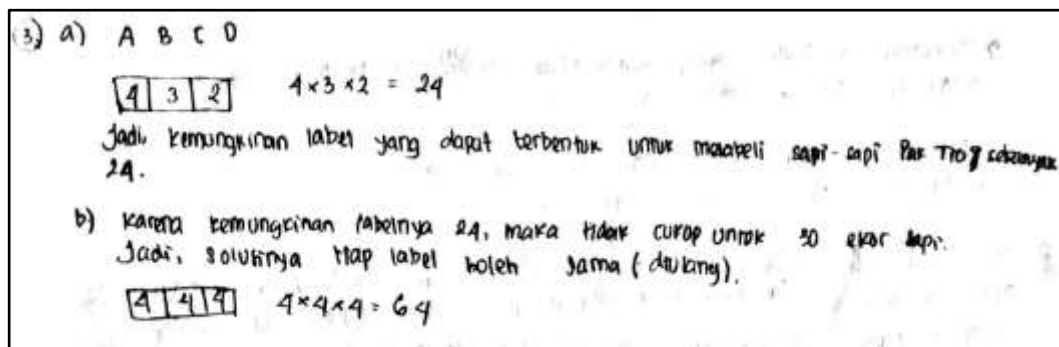 3) a) A B C D
4 3 2 4 × 3 × 2 = 24
Jadi, kemungkinan label yang dapat terbentuk untuk melabeli sapi-sapi Pak Tio sebanyak
24.
b) Karena kemungkinan labelnya 24, maka tidak cukup untuk 30 ekor sapi.
Jadi, solusinya tiap label boleh sama (diulang).
4 4 4 4 × 4 × 4 = 64